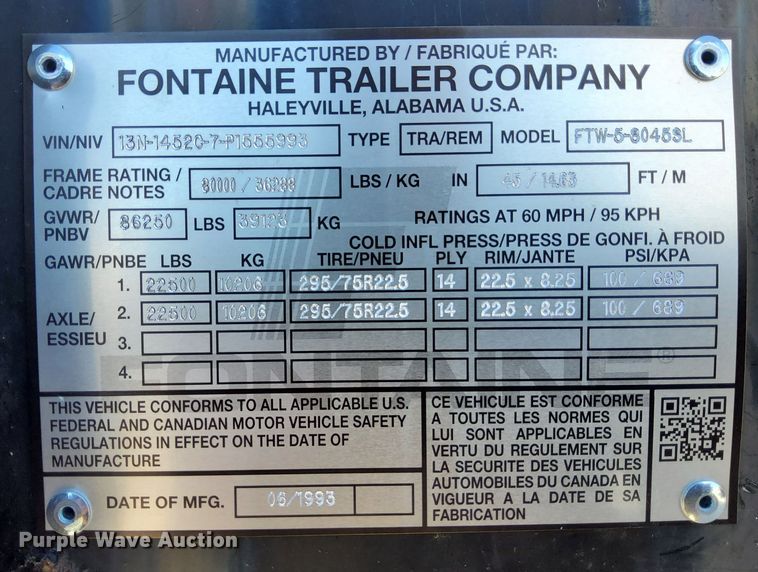 MANUFACTURED BY / FABRIQUÉ PAR:
FONTAINE TRAILER COMPANY
HALEYVILLE, ALABAMA U.S.A.
VIN/NIV 13N-1452C-7-P1555993 TYPE TRA/REM MODEL FTW-5-8045SL
FRAME RATING / CADRE NOTES 80000 / 36288 LBS / KG IN 48 / 14.63 FT / M
GVWR/ PNBV 86250 LBS 39123 KG RATINGS AT 60 MPH / 95 KPH
COLD INFL PRESS/PRESS DE GONFI. À FROID
GAWR/PNBE LBS KG TIRE/PNEU PLY RIM/JANTE PSI/KPA
1. 22500 10206 295/75R22.5 14 22.5 x 8.25 100 / 689
AXLE/ ESSIEU
2. 22500 10206 295/75R22.5 14 22.5 x 8.25 100 / 689
3.
4.
FONTAINE®
THIS VEHICLE CONFORMS TO ALL APPLICABLE U.S.
FEDERAL AND CANADIAN MOTOR VEHICLE SAFETY
REGULATIONS IN EFFECT ON THE DATE OF
MANUFACTURE
DATE OF MFG. 06/1993
CE VEHICULE EST CONFORME
A TOUTES LES NORMES QUI
LUI SONT APPLICABLES EN
VERTU DU REGULEMENT SUR
LA SECURITE DES VEHICULES
AUTOMOBILES DU CANADA EN
VIGUEUR A LA DATE DE SA
FABRICATION
Purple Wave Auction